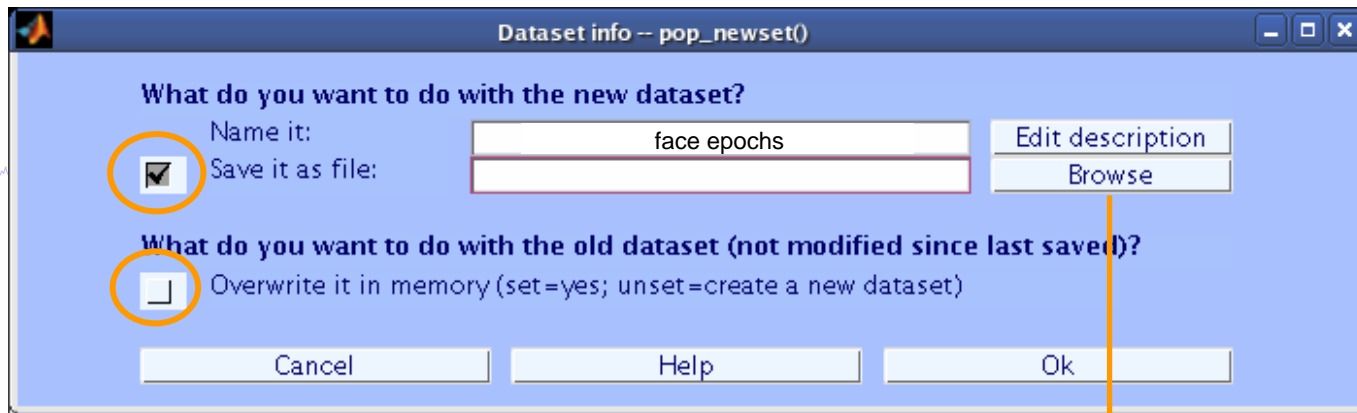 Dataset info -- pop_newset()
What do you want to do with the new dataset?
Name it: face epochs Edit description
Save it as file: Browse
What do you want to do with the old dataset (not modified since last saved)?
Overwrite it in memory (set=yes; unset=create a new dataset)
Cancel Help Ok